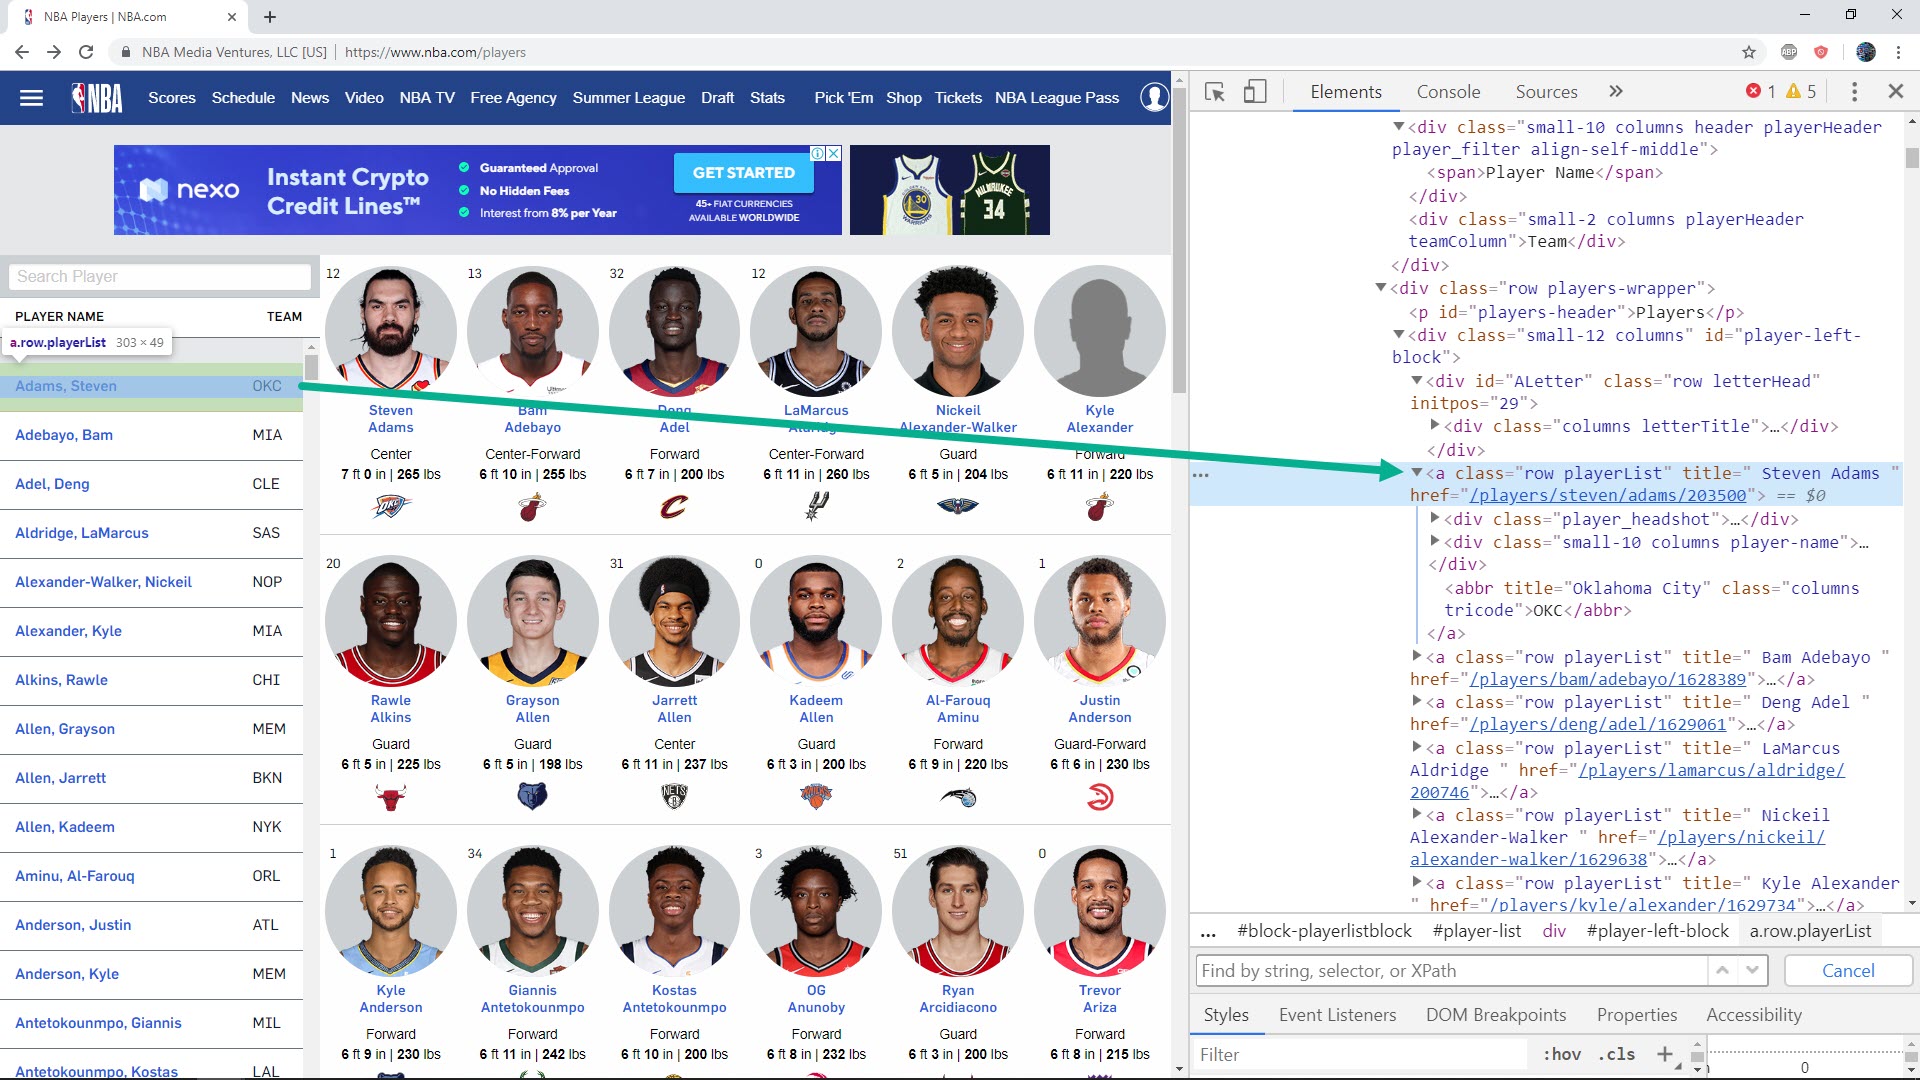 NBA Players | NBA.com
NBA Media Ventures, LLC [US] | https://www.nba.com/players
ABP
NBA
Scores Schedule News Video NBA TV Free Agency Summer League Draft Stats Pick 'Em Shop Tickets NBA League Pass
nexo
Instant Crypto
Credit Lines™
Guaranteed Approval
No Hidden Fees
Interest from 8% per Year
GET STARTED
45+ FIAT CURRENCIES
AVAILABLE WORLDWIDE
30
WARRIORS
MILWAUKEE
34
Search Player
PLAYER NAME TEAM
a.row.playerList 303 × 49
Adams, Steven OKC
Adebayo, Bam MIA
Adel, Deng CLE
Aldridge, LaMarcus SAS
Alexander-Walker, Nickeil NOP
Alexander, Kyle MIA
Alkins, Rawle CHI
Allen, Grayson MEM
Allen, Jarrett BKN
Allen, Kadeem NYK
Aminu, Al-Farouq ORL
Anderson, Justin ATL
Anderson, Kyle MEM
Antetokounmpo, Giannis MIL
Antetokounmpo, Kostas LAL
12 13 32 12
Steven Bam Deng LaMarcus Nickeil Kyle
Adams Adebayo Adel Aldridge Alexander-Walker Alexander
Center Center-Forward Forward Center-Forward Guard Forward
7 ft 0 in | 265 lbs 6 ft 10 in | 255 lbs 6 ft 7 in | 200 lbs 6 ft 11 in | 260 lbs 6 ft 5 in | 204 lbs 6 ft 11 in | 220 lbs
20 31 0 2 1
Rawle Grayson Jarrett Kadeem Al-Farouq Justin
Alkins Allen Allen Allen Aminu Anderson
Guard Guard Center Guard Forward Guard-Forward
6 ft 5 in | 225 lbs 6 ft 5 in | 198 lbs 6 ft 11 in | 237 lbs 6 ft 3 in | 200 lbs 6 ft 9 in | 220 lbs 6 ft 6 in | 230 lbs
NETS
1 34 3 51 0
Kyle Giannis Kostas OG Ryan Trevor
Anderson Antetokounmpo Antetokounmpo Anunoby Arcidiacono Ariza
Forward Forward Forward Forward Guard Forward
6 ft 9 in | 230 lbs 6 ft 11 in | 242 lbs 6 ft 10 in | 200 lbs 6 ft 8 in | 232 lbs 6 ft 3 in | 200 lbs 6 ft 8 in | 215 lbs
Elements Console Sources » 1 5
<div class="small-10 columns header playerHeader
player_filter align-self-middle">
<span>Player Name</span>
</div>
<div class="small-2 columns playerHeader
teamColumn">Team</div>
</div>
<div class="row players-wrapper">
<p id="players-header">Players</p>
<div class="small-12 columns" id="player-left-
block">
<div id="ALetter" class="row letterHead"
initpos="29">
<div class="columns letterTitle">…</div>
</div>
... <a class="row playerList" title=" Steven Adams "
href="/players/steven/adams/203500"> == $0
<div class="player_headshot">…</div>
<div class="small-10 columns player-name">…
</div>
<abbr title="Oklahoma City" class="columns
tricode">OKC</abbr>
</a>
<a class="row playerList" title=" Bam Adebayo "
href="/players/bam/adebayo/1628389">…</a>
<a class="row playerList" title=" Deng Adel "
href="/players/deng/adel/1629061">…</a>
<a class="row playerList" title=" LaMarcus
Aldridge " href="/players/lamarcus/aldridge/
200746">…</a>
<a class="row playerList" title=" Nickeil
Alexander-Walker " href="/players/nickeil/
alexander-walker/1629638">…</a>
<a class="row playerList" title=" Kyle Alexander
" href="/players/kyle/alexander/1629734">…</a>
... #block-playerlistblock #player-list div #player-left-block a.row.playerList
Find by string, selector, or XPath Cancel
Styles Event Listeners DOM Breakpoints Properties Accessibility
Filter :hov .cls + 0